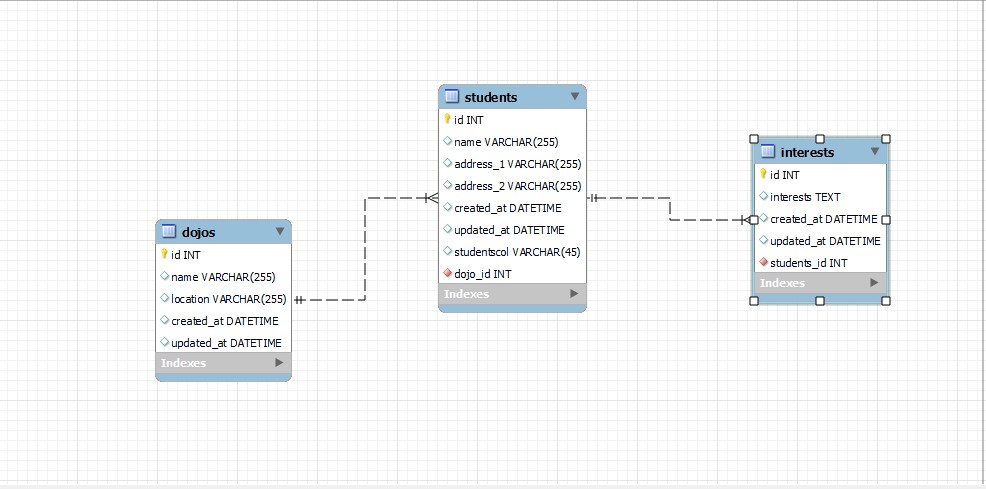 students
id INT
name VARCHAR(255)
address_1 VARCHAR(255)
address_2 VARCHAR(255)
created_at DATETIME
updated_at DATETIME
studentscol VARCHAR(45)
dojo_id INT
Indexes
interests
id INT
interests TEXT
created_at DATETIME
updated_at DATETIME
students_id INT
Indexes
dojos
id INT
name VARCHAR(255)
location VARCHAR(255)
created_at DATETIME
updated_at DATETIME
Indexes